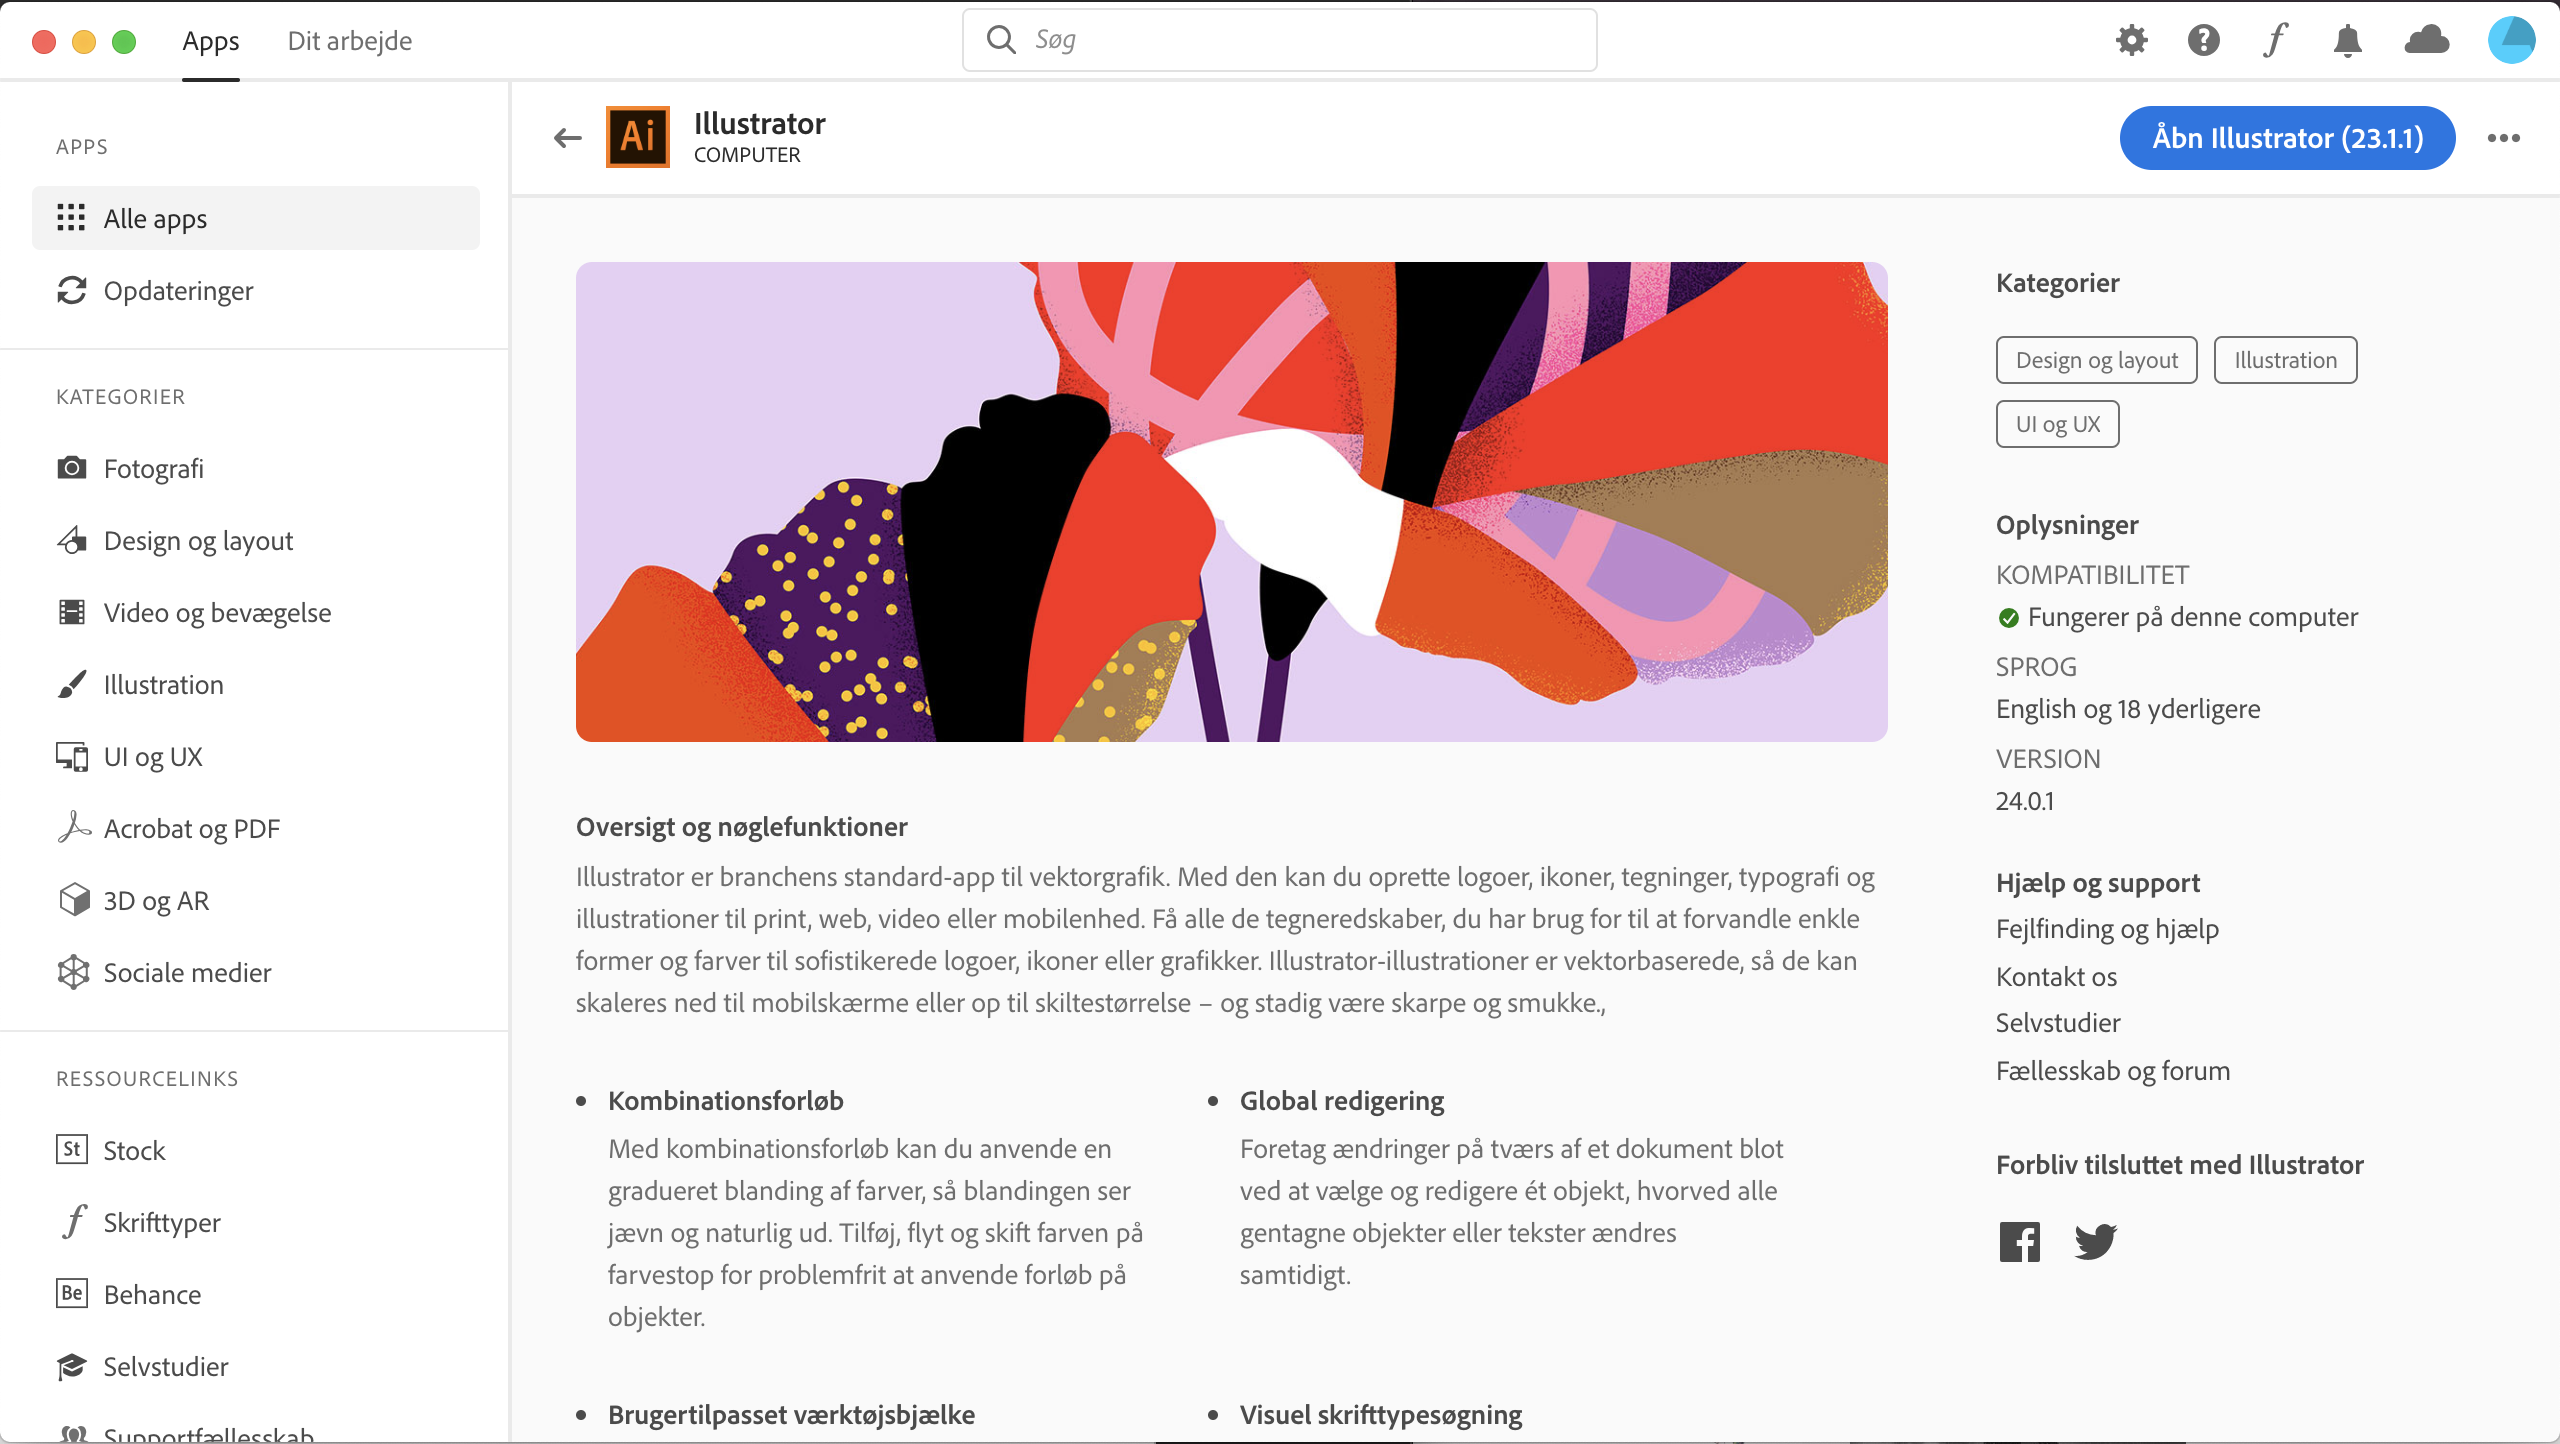 Apps
Dit arbejde
Søg
APPS
Alle apps
Opdateringer
KATEGORIER
Fotografi
Design og layout
Video og bevægelse
Illustration
UI og UX
Acrobat og PDF
3D og AR
Sociale medier
RESSOURCELINKS
St
Stock
Skrifttyper
Be
Behance
Selvstudier
Supportfællesskab
Ai
Illustrator
COMPUTER
Åbn Illustrator (23.1.1)
Oversigt og nøglefunktioner
Illustrator er branchens standard-app til vektorgrafik. Med den kan du oprette logoer, ikoner, tegninger, typografi og
illustrationer til print, web, video eller mobilenhed. Få alle de tegneredskaber, du har brug for til at forvandle enkle
former og farver til sofistikerede logoer, ikoner eller grafikker. Illustrator-illustrationer er vektorbaserede, så de kan
skaleres ned til mobilskærme eller op til skiltestørrelse – og stadig være skarpe og smukke.,
Kombinationsforløb
Med kombinationsforløb kan du anvende en
gradueret blanding af farver, så blandingen ser
jævn og naturlig ud. Tilføj, flyt og skift farven på
farvestop for problemfrit at anvende forløb på
objekter.
Global redigering
Foretag ændringer på tværs af et dokument blot
ved at vælge og redigere ét objekt, hvorved alle
gentagne objekter eller tekster ændres
samtidigt.
Brugertilpasset værktøjsbjælke
Visuel skrifttypesøgning
Kategorier
Design og layout
Illustration
UI og UX
Oplysninger
KOMPATIBILITET
Fungerer på denne computer
SPROG
English og 18 yderligere
VERSION
24.0.1
Hjælp og support
Fejlfinding og hjælp
Kontakt os
Selvstudier
Fællesskab og forum
Forbliv tilsluttet med Illustrator